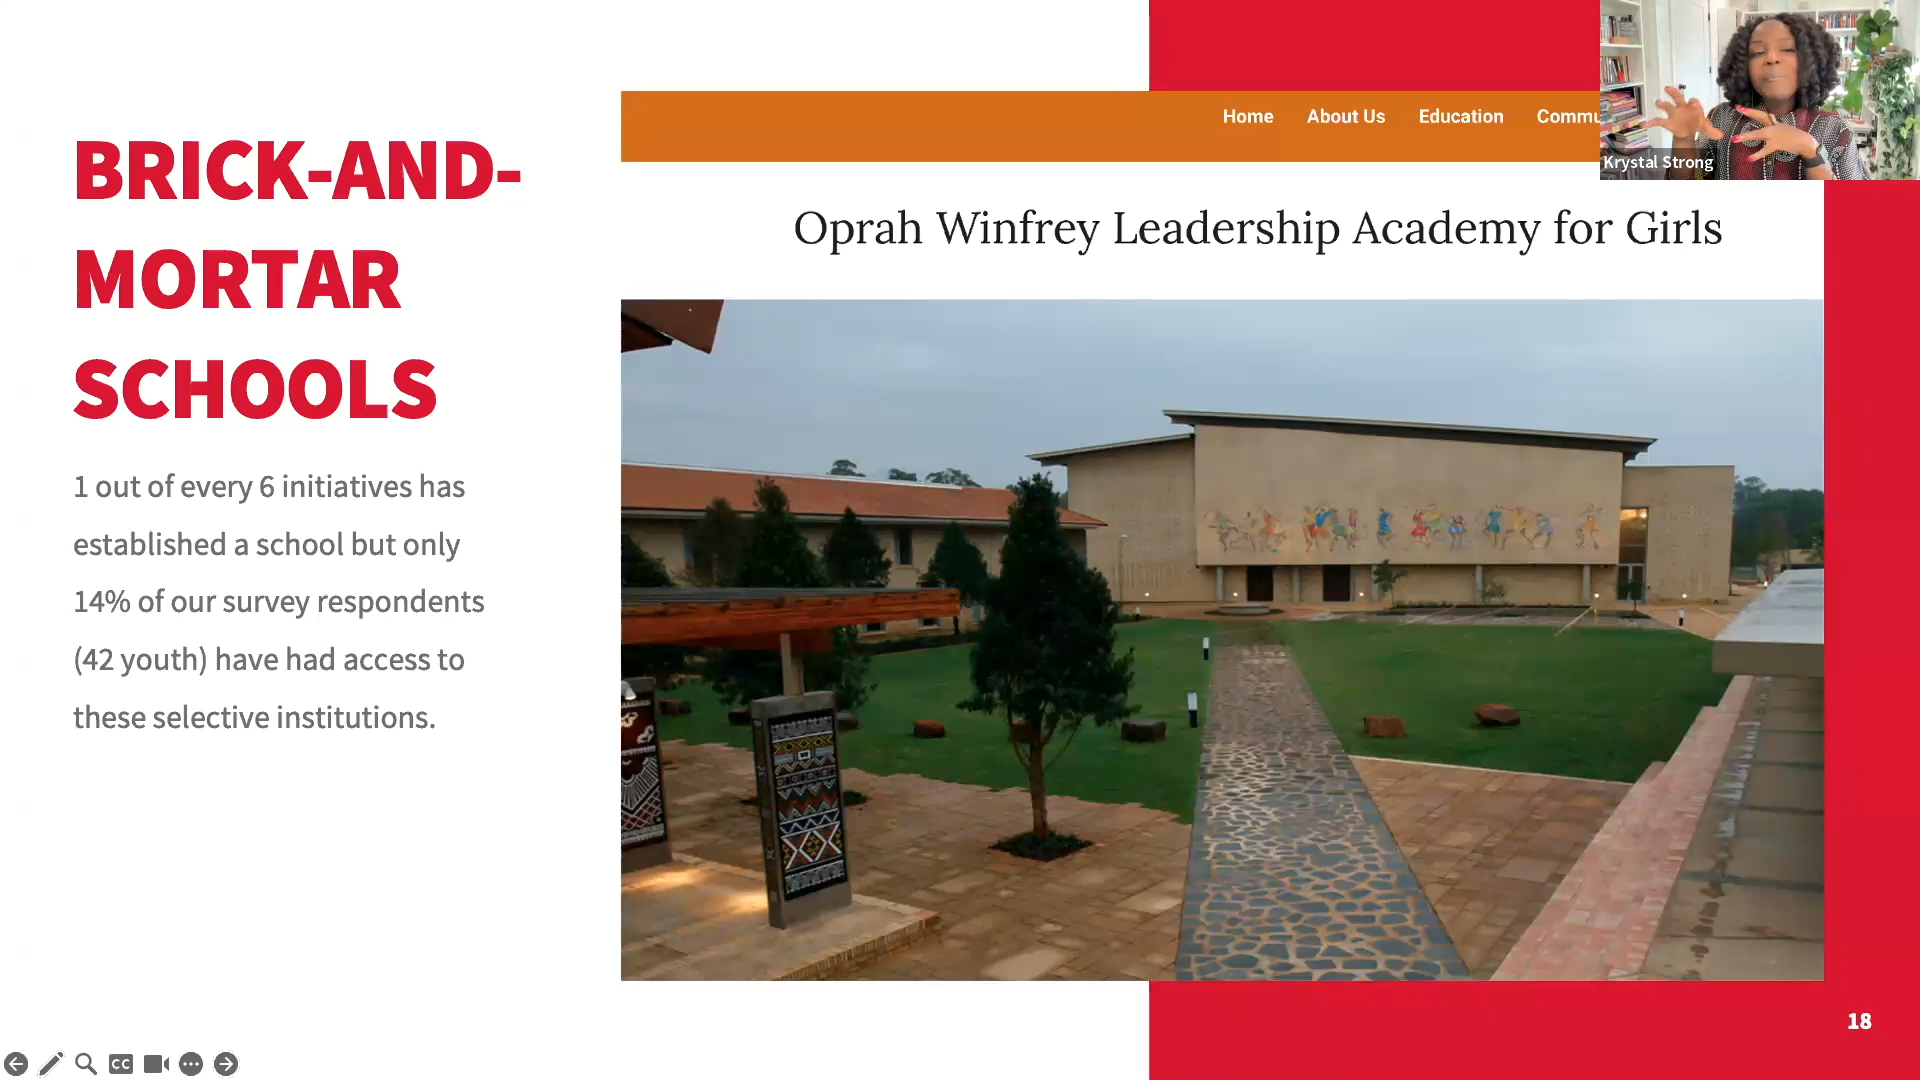 BRICK-AND-
MORTAR
SCHOOLS
1 out of every 6 initiatives has
established a school but only
14% of our survey respondents
(42 youth) have had access to
these selective institutions.
Home About Us Education Commu
Krystal Strong
Oprah Winfrey Leadership Academy for Girls
18
CC